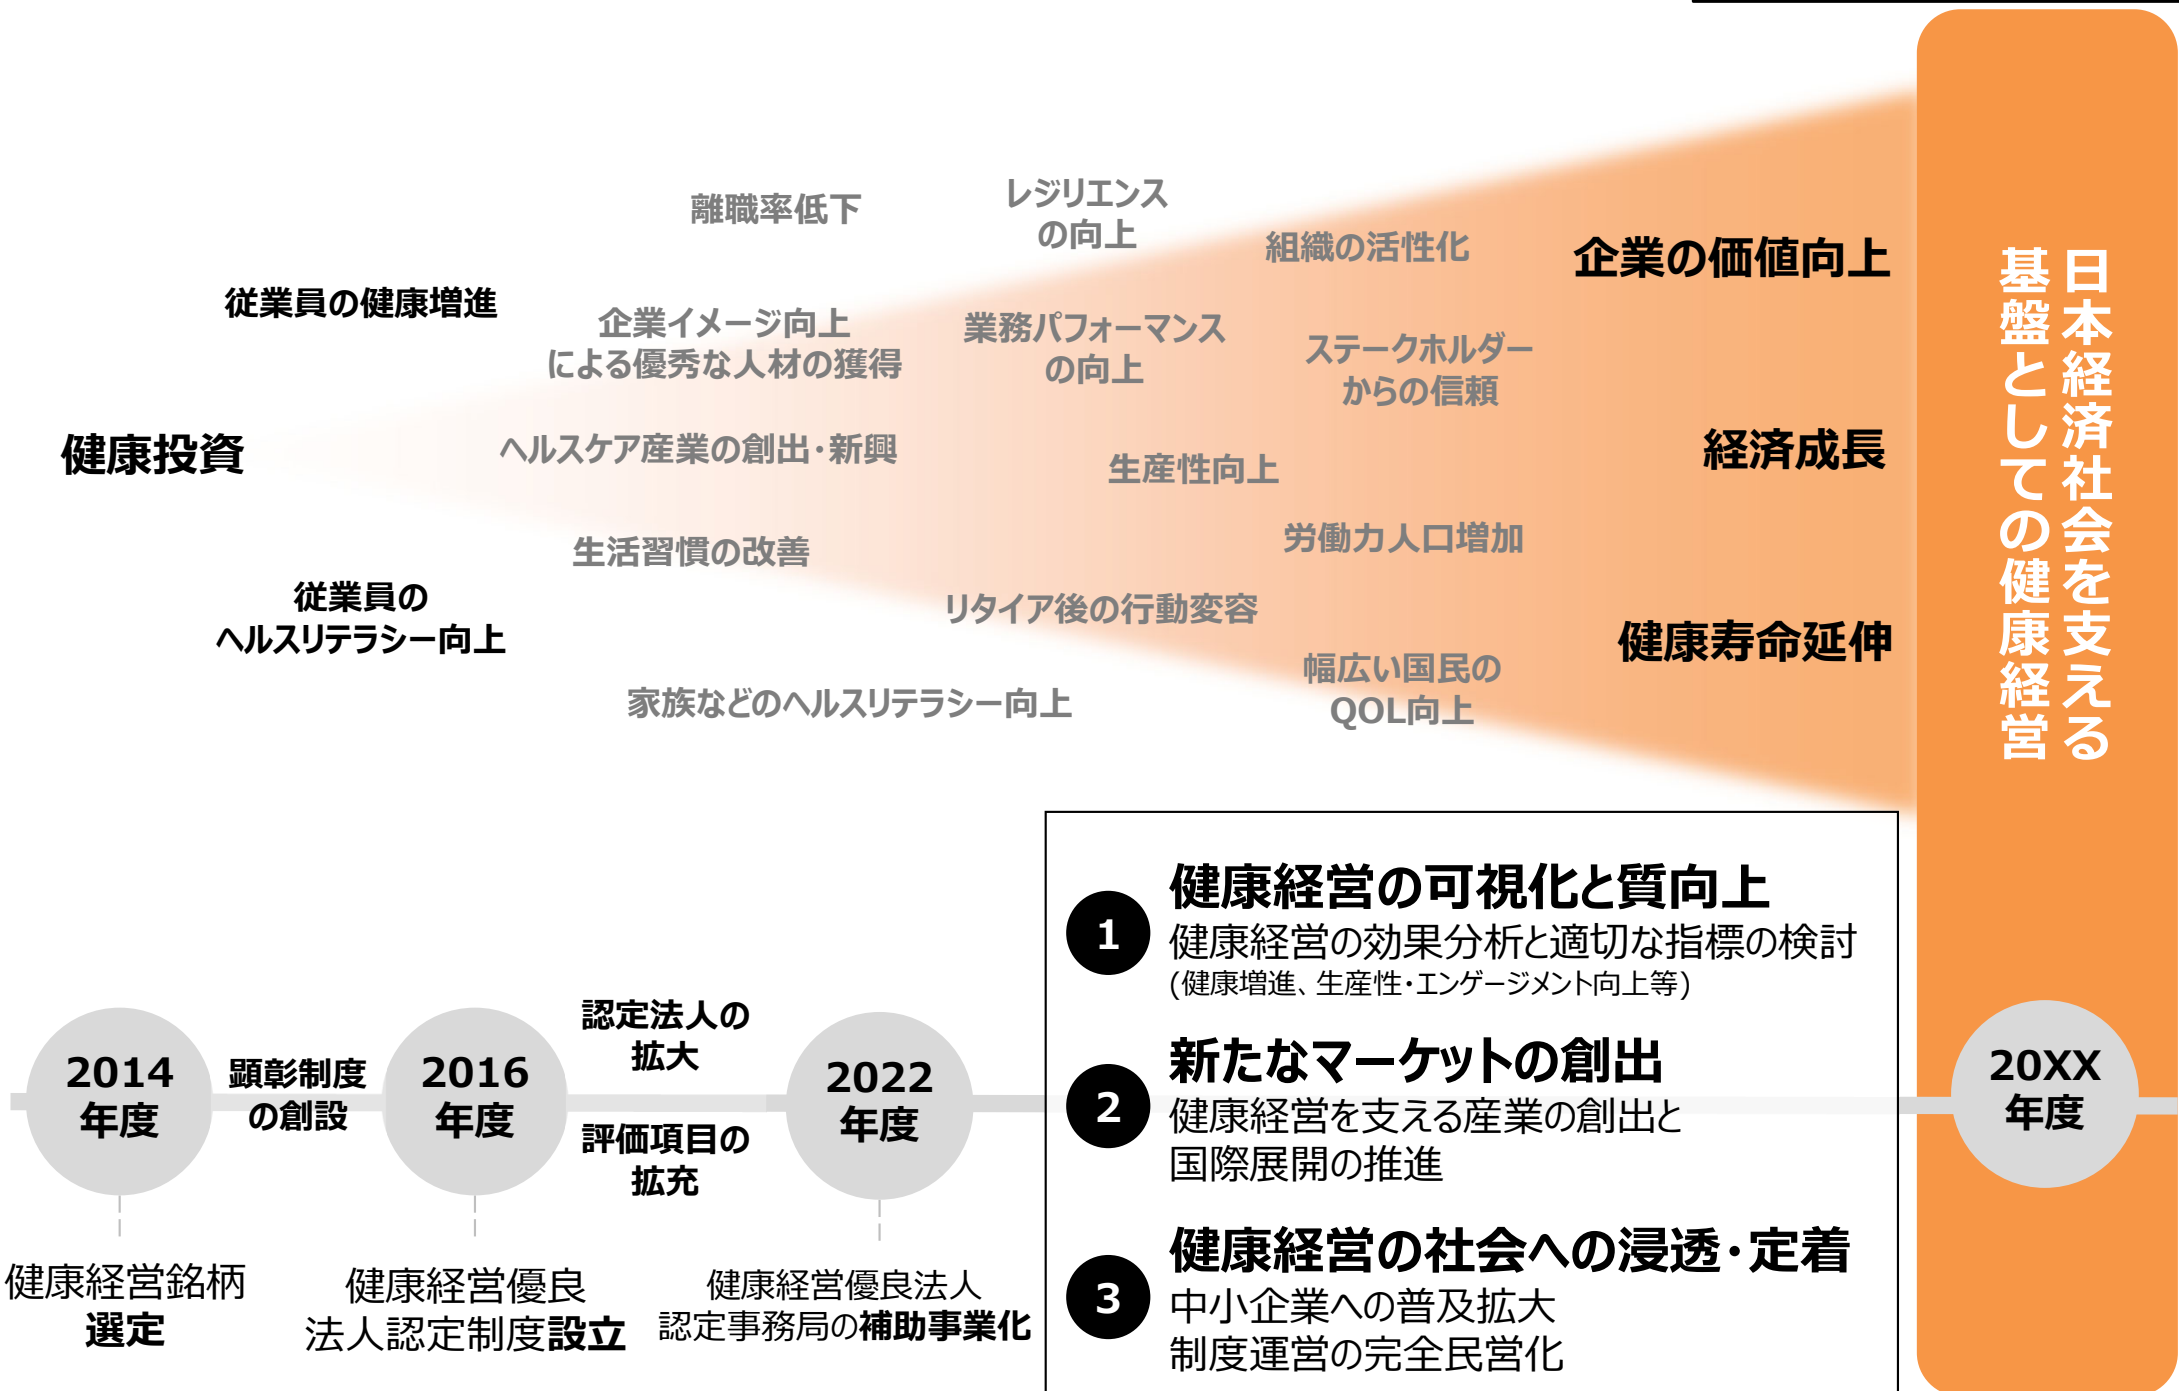 離職率低下
レジリエンス
の向上
組織の活性化
企業の価値向上
従業員の健康増進
企業イメージ向上
による優秀な人材の獲得
業務パフォーマンス
の向上
ステークホルダー
からの信頼
健康投資
ヘルスケア産業の創出・新興
生産性向上
経済成長
生活習慣の改善
労働力人口増加
従業員の
ヘルスリテラシー向上
リタイア後の行動変容
健康寿命延伸
家族などのヘルスリテラシー向上
幅広い国民の
QOL向上
日本経済社会を支える
基盤としての健康経営
2014
年度
顕彰制度
の創設
2016
年度
認定法人の
拡大
評価項目の
拡充
2022
年度
健康経営銘柄
選定
健康経営優良
法人認定制度設立
健康経営優良法人
認定事務局の補助事業化
1
健康経営の可視化と質向上
健康経営の効果分析と適切な指標の検討
(健康増進、生産性・エンゲージメント向上等)
2
新たなマーケットの創出
健康経営を支える産業の創出と
国際展開の推進
3
健康経営の社会への浸透・定着
中小企業への普及拡大
制度運営の完全民営化
20XX
年度